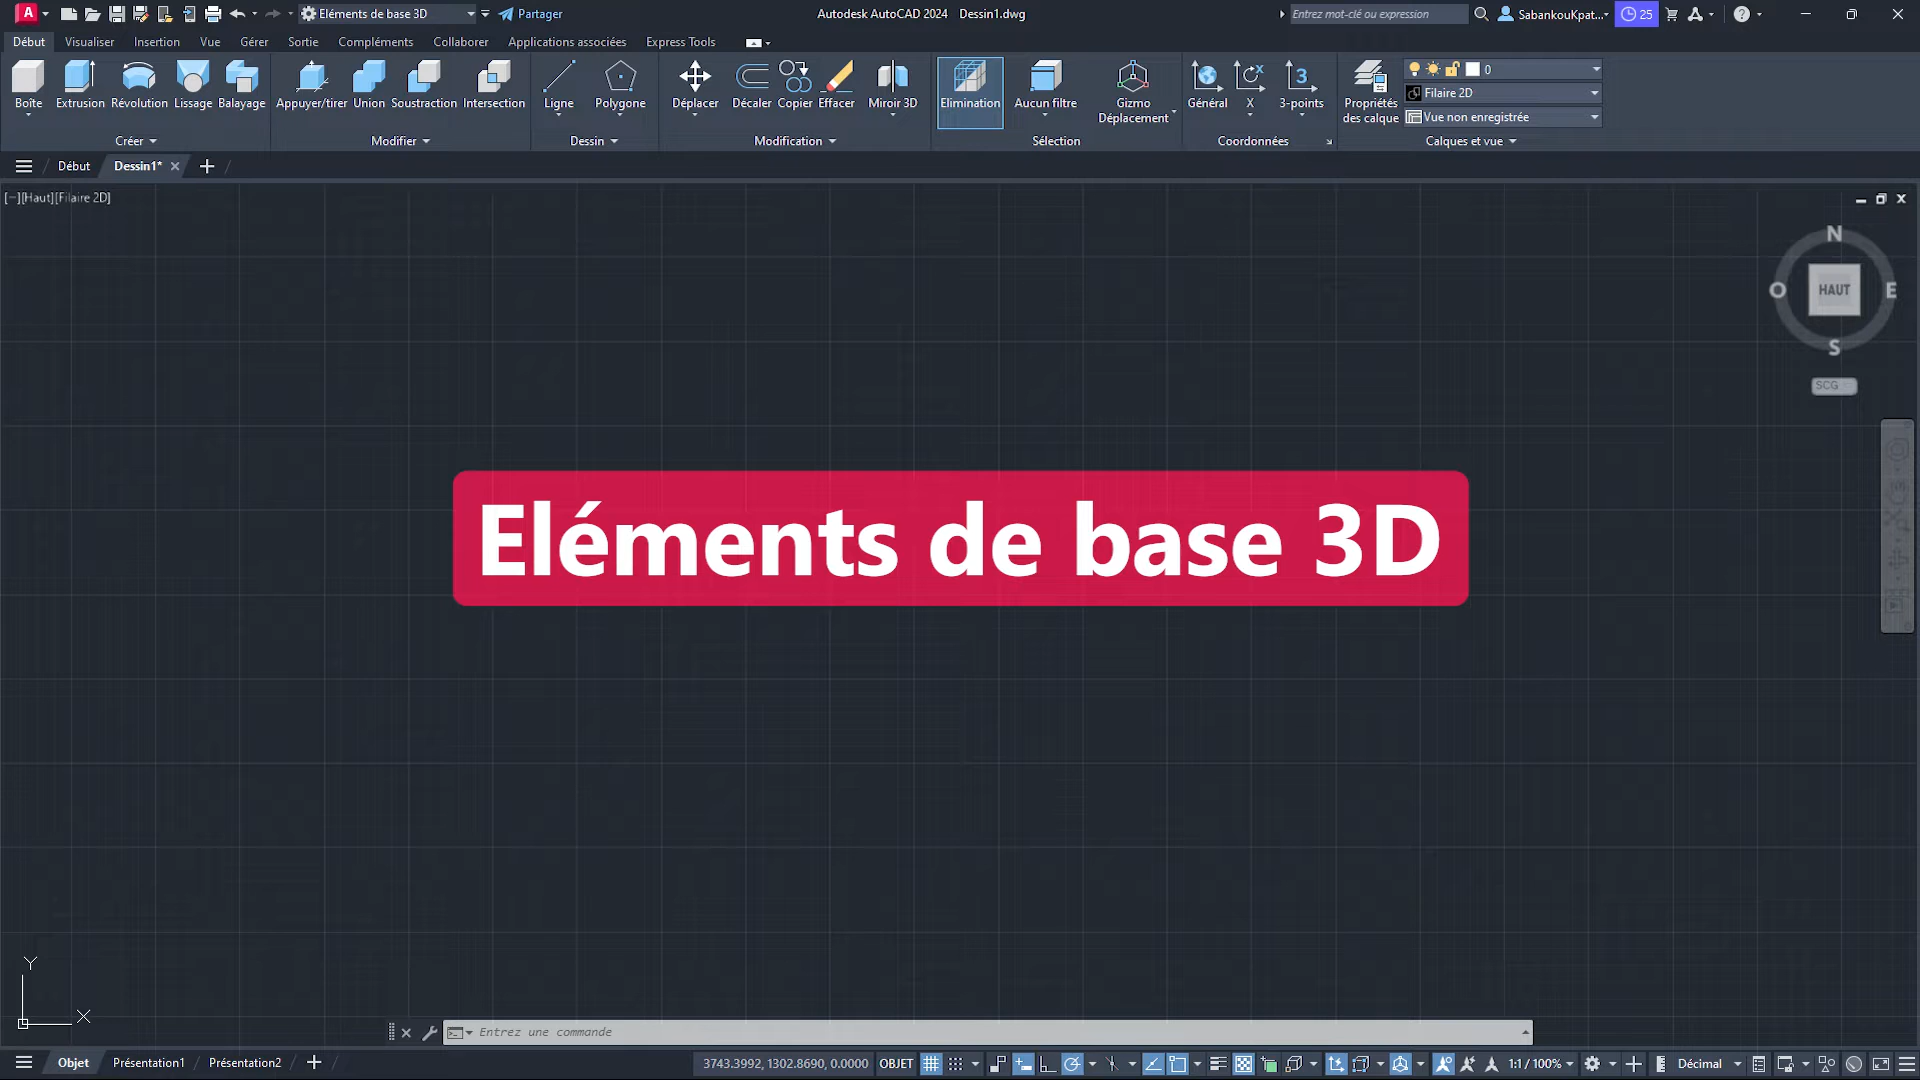 A Eléments de base 3D Partager Autodesk AutoCAD 2024 Dessin1.dwg Entrez mot-clé ou expression SabankouKpat... 25
Début Visualiser Insertion Vue Gérer Sortie Compléments Collaborer Applications associées Express Tools
Boîte Extrusion Révolution Lissage Balayage Appuyer/tirer Union Soustraction Intersection Ligne Polygone Déplacer Décaler Copier Effacer Miroir 3D Elimination Aucun filtre Gizmo Déplacement Général X 3-points Propriétés des calque
0
Filaire 2D
Vue non enregistrée
Créer Modifier Dessin Modification Sélection Coordonnées Calques et vue
Début Dessin1*
[−][Haut][Filaire 2D]
N
O HAUT E
S
SCG
Eléments de base 3D
Y
X
Entrez une commande
Objet Présentation1 Présentation2 3743.3992, 1302.8690, 0.0000 OBJET 1:1 / 100% Décimal